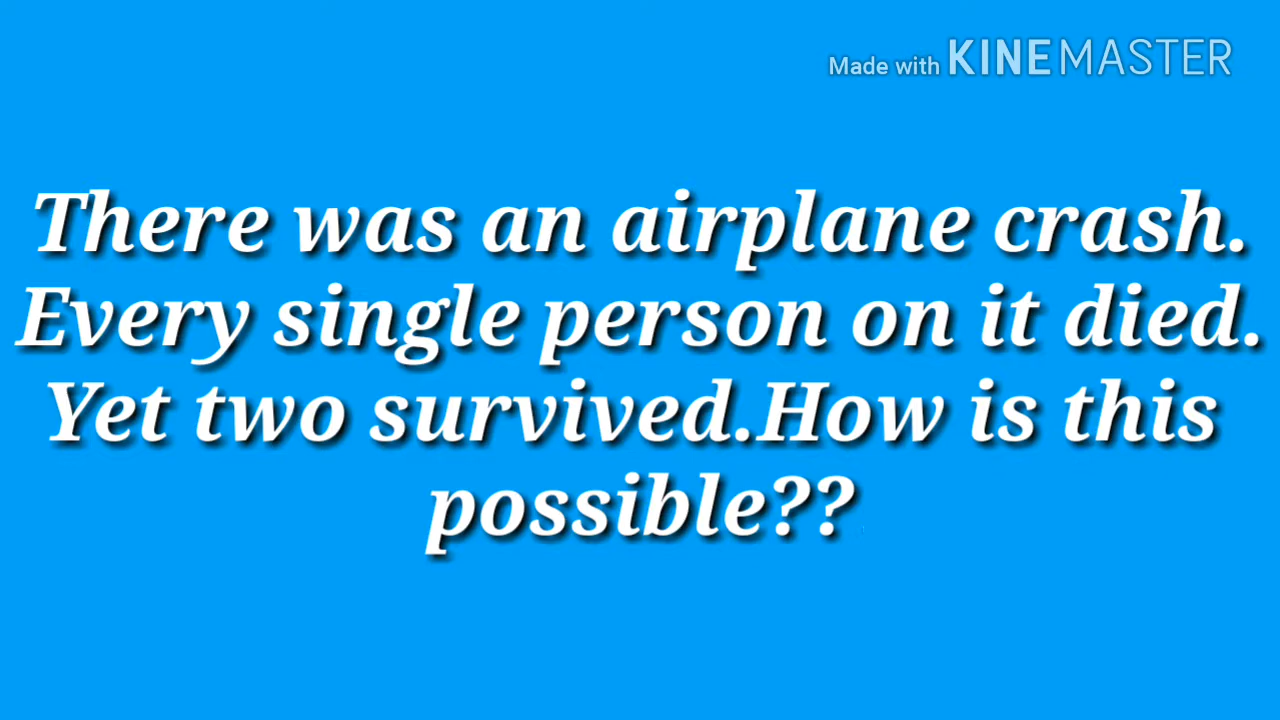 Made with KINEMASTER
There was an airplane crash.
Every single person on it died.
Yet two survived.How is this
possible??